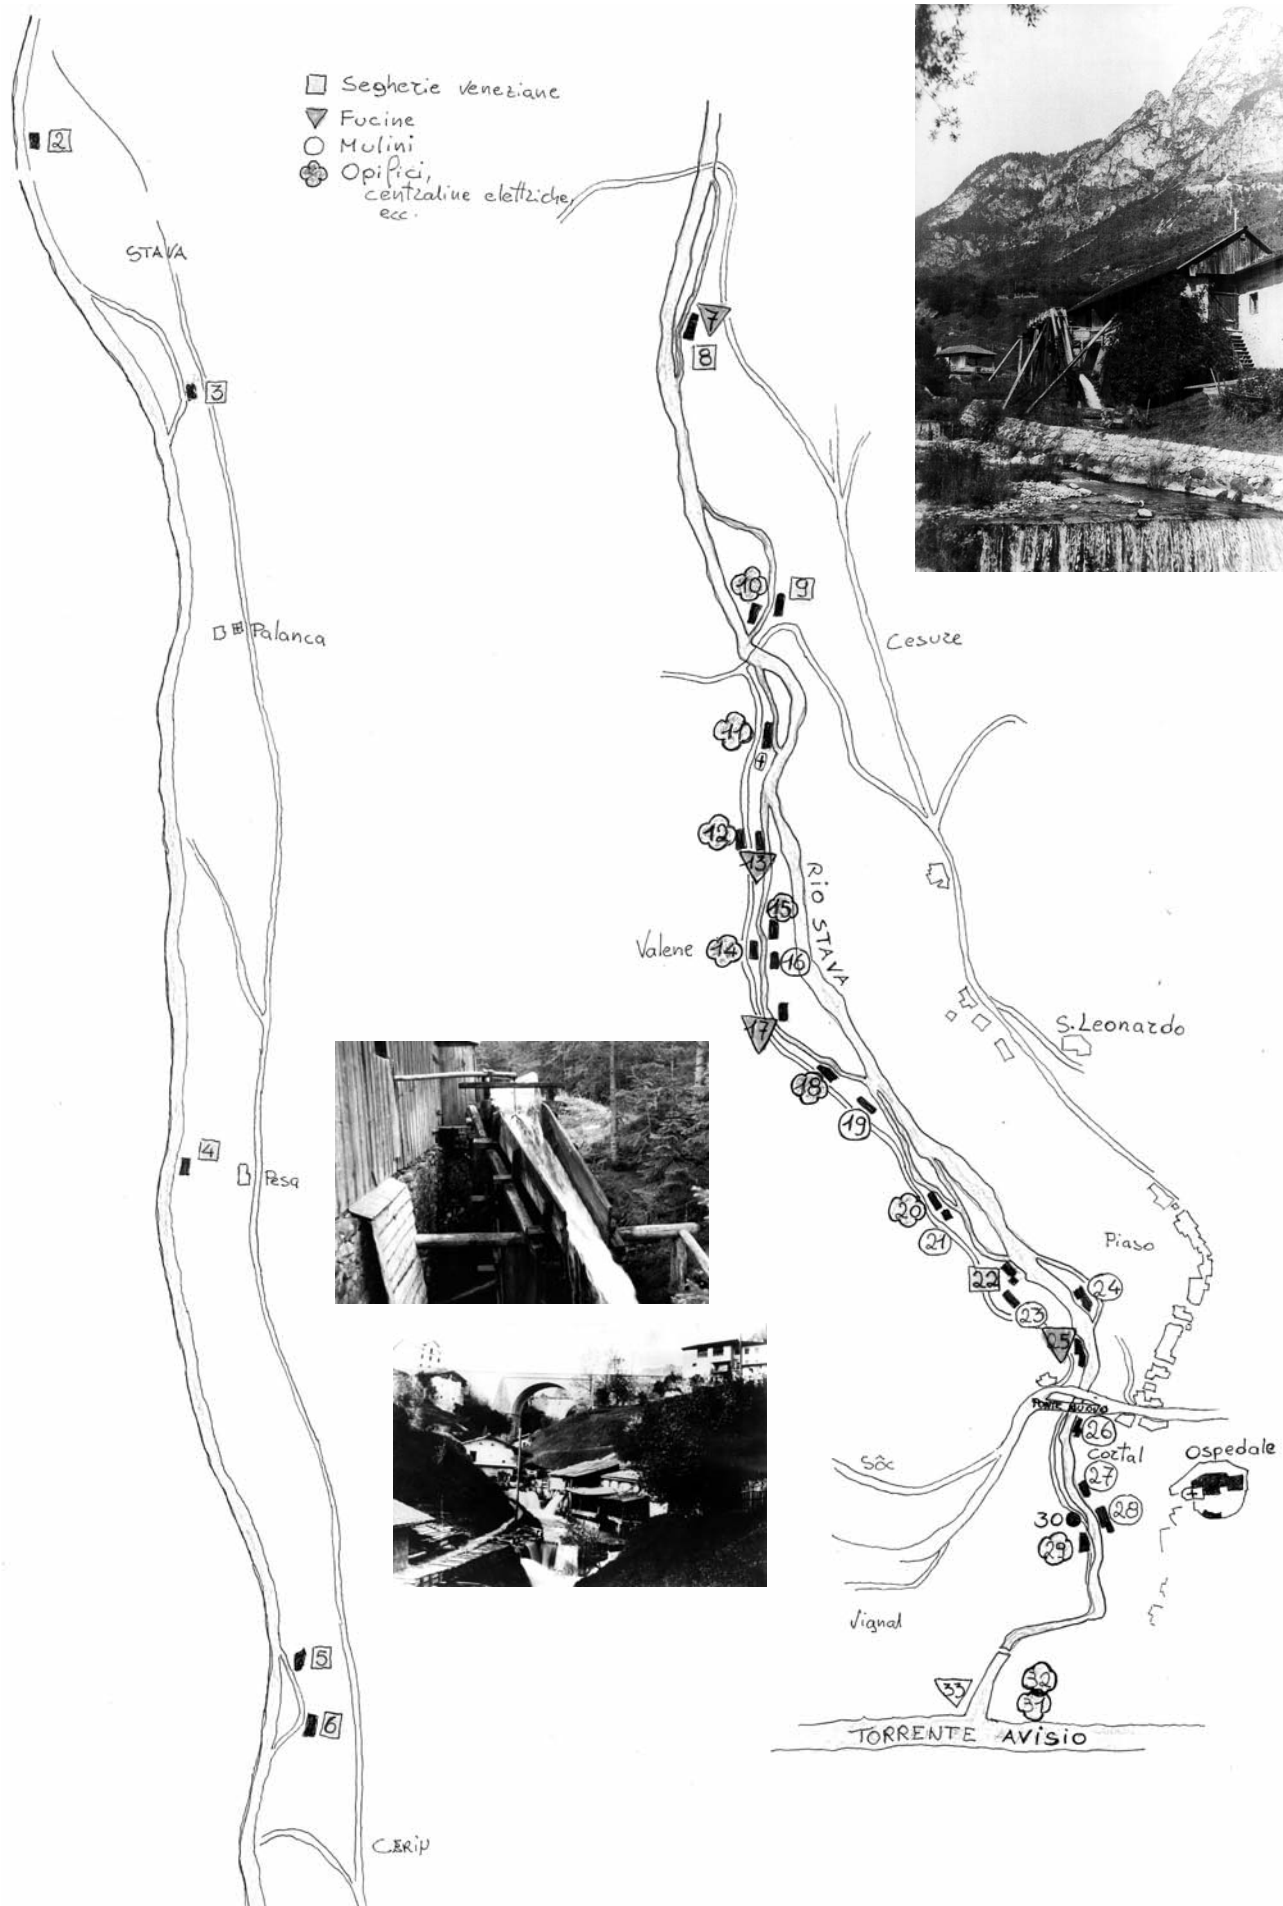 Segherie veneziane
Fucine
Mulini
Opifici,
centraline elettriche,
ecc.
2
STAVA
3
Palanca
4
Pesa
5
6
CERIN
7
8
10
9
Cesure
11
12
13
RIO STAVA
15
Valene
14
16
17
S. Leonardo
18
19
20
21
Piaso
22
24
23
25
PONTE NUOVO
26
Cortal
Ospedale
Sôc
27
28
30
29
Vignal
32
33
31
TORRENTE AVISIO